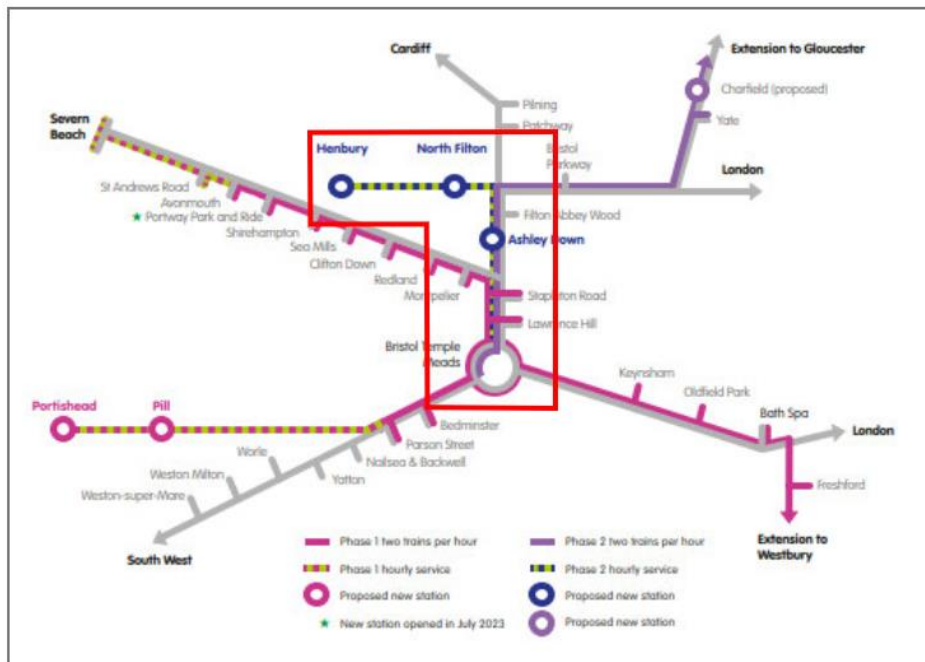 Cardiff
Extension to Gloucester
Charfield (proposed)
Pilning
Patchway
Yate
Severn
Beach
Henbury
North Filton
Bristol
Parkway
London
St Andrews Road
Avonmouth
★ Portway Park and Ride
Shirehampton
Filton Abbey Wood
Sea Mills
Ashley Down
Clifton Down
Redland
Montpelier
Stapleton Road
Lawrence Hill
Bristol Temple
Meads
Keynsham
Oldfield Park
Portishead
Pill
Bath Spa
Bedminster
London
Parson Street
Worle
Nailsea & Backwell
Weston Milton
Yatton
Weston-super-Mare
Freshford
South West
Extension to
Westbury
Phase 1 two trains per hour
Phase 2 two trains per hour
Phase 1 hourly service
Phase 2 hourly service
Proposed new station
Proposed new station
★ New station opened in July 2023
Proposed new station